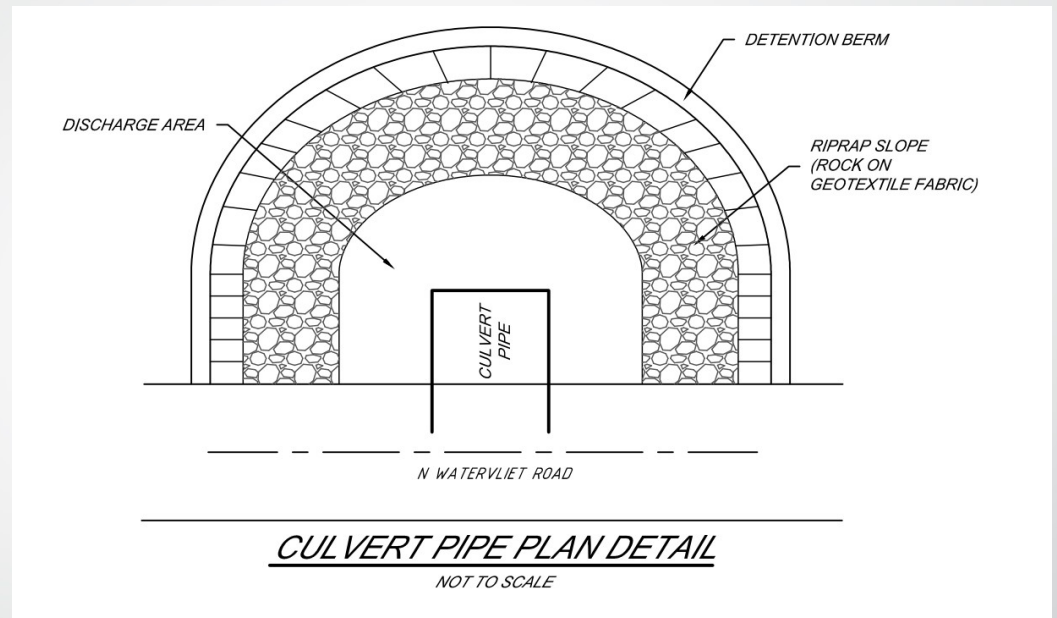 DETENTION BERM
DISCHARGE AREA
RIPRAP SLOPE
(ROCK ON
GEOTEXTILE FABRIC)
CULVERT
PIPE
N WATERVLIET ROAD
CULVERT PIPE PLAN DETAIL
NOT TO SCALE